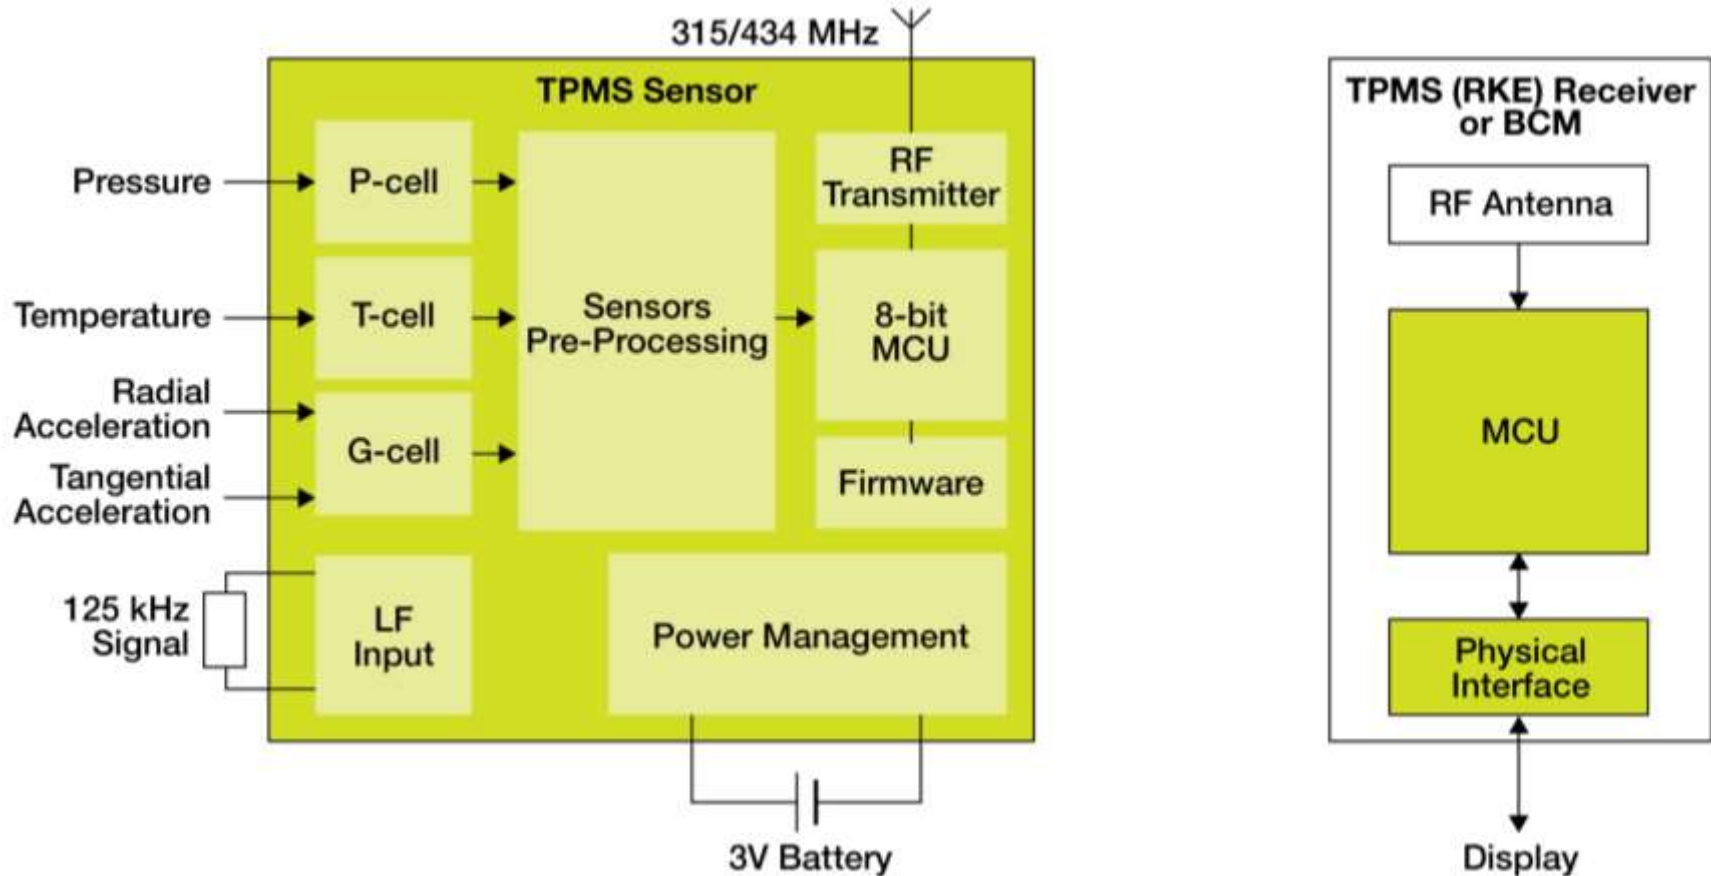 315/434 MHz
TPMS Sensor
Pressure
P-cell
Temperature
T-cell
Radial
Acceleration
Tangential
Acceleration
G-cell
Sensors
Pre-Processing
RF
Transmitter
8-bit
MCU
Firmware
125 kHz
Signal
LF
Input
Power Management
3V Battery
TPMS (RKE) Receiver
or BCM
RF Antenna
MCU
Physical
Interface
Display